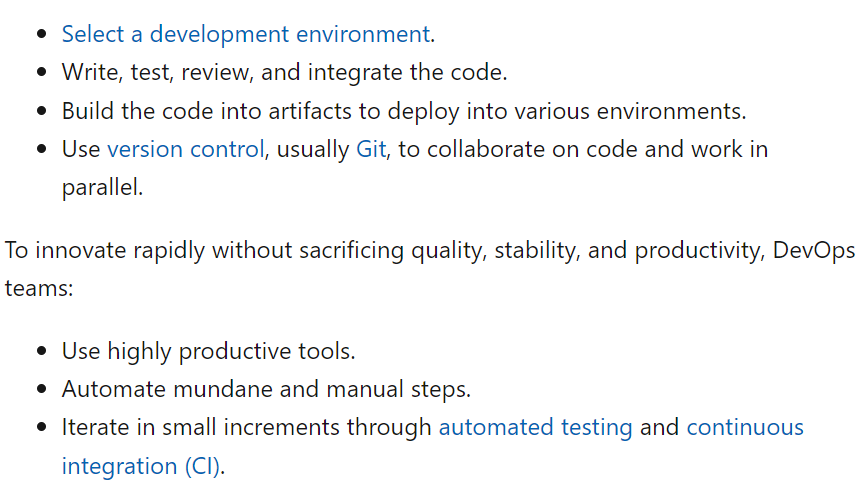 • Select a development environment.
• Write, test, review, and integrate the code.
• Build the code into artifacts to deploy into various environments.
• Use version control, usually Git, to collaborate on code and work in
parallel.
To innovate rapidly without sacrificing quality, stability, and productivity, DevOps
teams:
• Use highly productive tools.
• Automate mundane and manual steps.
• Iterate in small increments through automated testing and continuous
integration (CI).